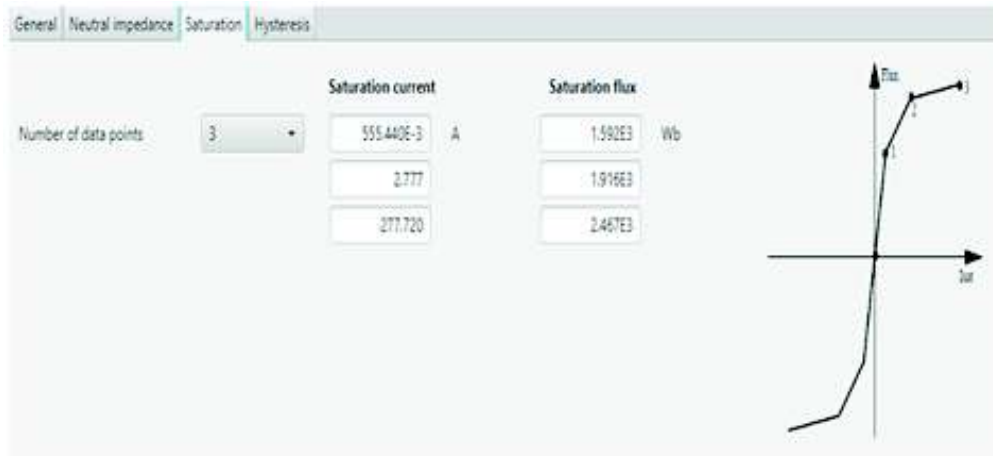 General Neutral impedance Saturation Hysteresis
Saturation current Saturation flux
Number of data points 3 555.440E-3 A 1.592E3 Wb
2.777 1.916E3
277.720 2.467E3
Flux
3
2
1